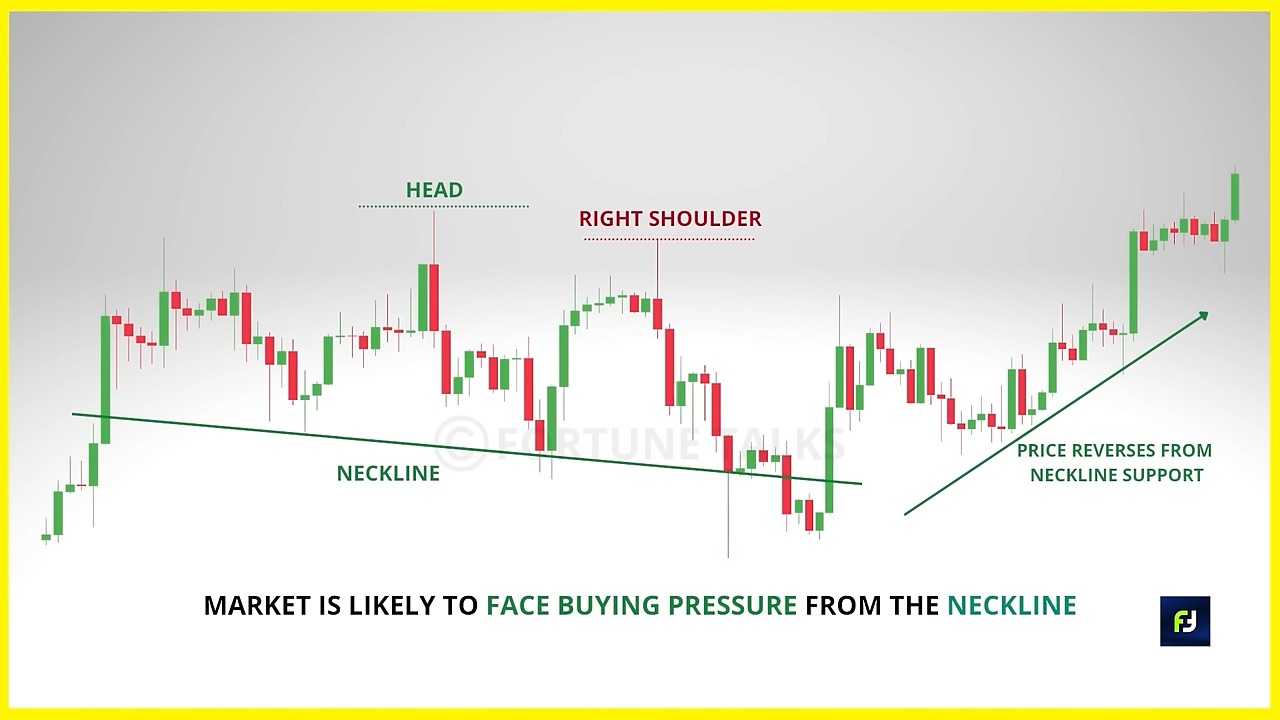 HEAD
RIGHT SHOULDER
© FORTUNE TALKS
PRICE REVERSES FROM
NECKLINE SUPPORT
NECKLINE
MARKET IS LIKELY TO FACE BUYING PRESSURE FROM THE NECKLINE